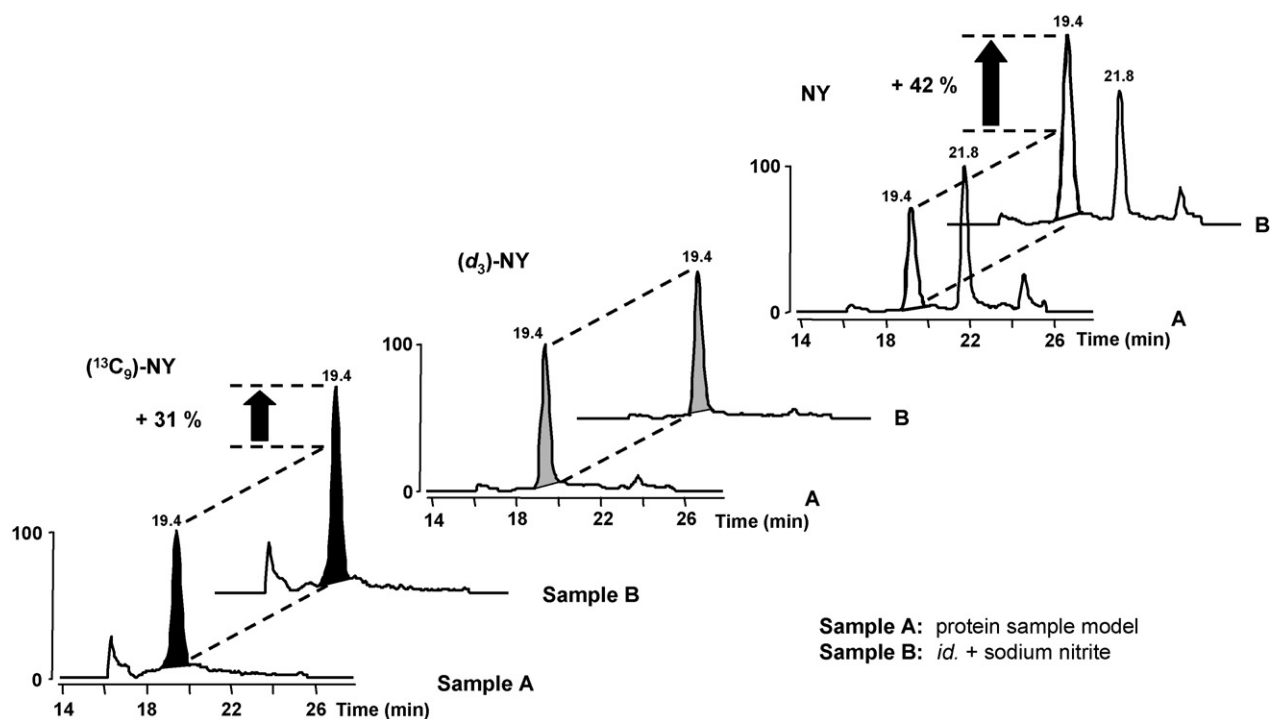 19.4
+ 42 %
21.8
NY
100
21.8
19.4
B
0
A
14 18 22 26 Time (min)
(d₃)-NY
19.4
100
19.4
B
0
A
14 18 22 26 Time (min)
(¹³C₉)-NY
19.4
+ 31 %
100
19.4
Sample B
0
Sample A
14 18 22 26 Time (min)
Sample A: protein sample model
Sample B: id. + sodium nitrite